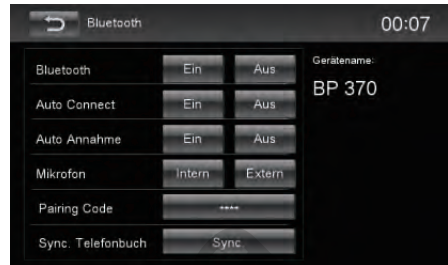 Bluetooth 00:07
Bluetooth Ein Aus
Gerätename:
BP 370
Auto Connect Ein Aus
Auto Annahme Ein Aus
Mikrofon Intern Extern
Pairing Code ****
Sync. Telefonbuch Sync.